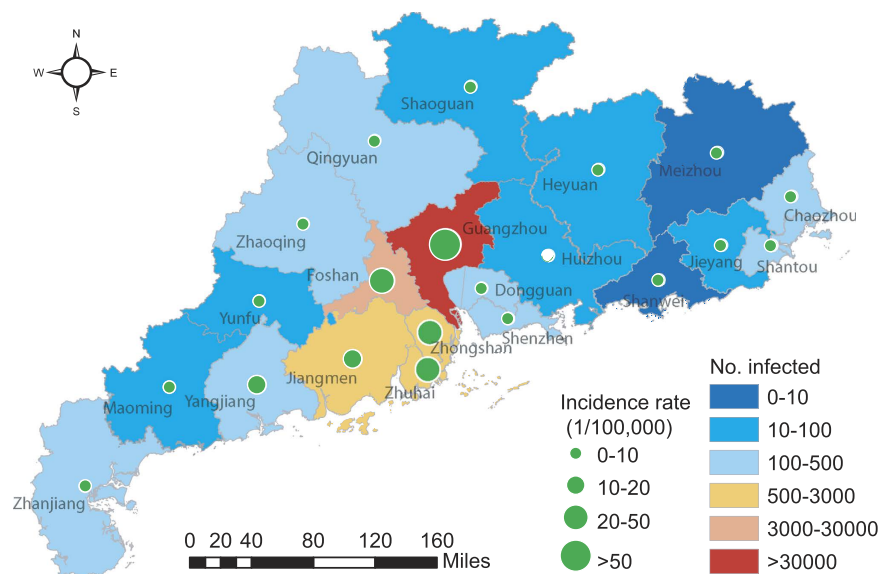 N
W E
S
Shaoguan
Qingyuan
Heyuan
Meizhou
Chaozhou
Guangzhou
Zhaoqing
Jieyang
Shantou
Huizhou
Foshan
Dongguan
Shanwei
Yunfu
Shenzhen
Zhongshan
Jiangmen
Zhuhai
Maoming
Yangjiang
Zhanjiang
Incidence rate
(1/100,000)
0-10
10-20
20-50
>50
No. infected
0-10
10-100
100-500
500-3000
3000-30000
>30000
0 20 40 80 120 160
Miles